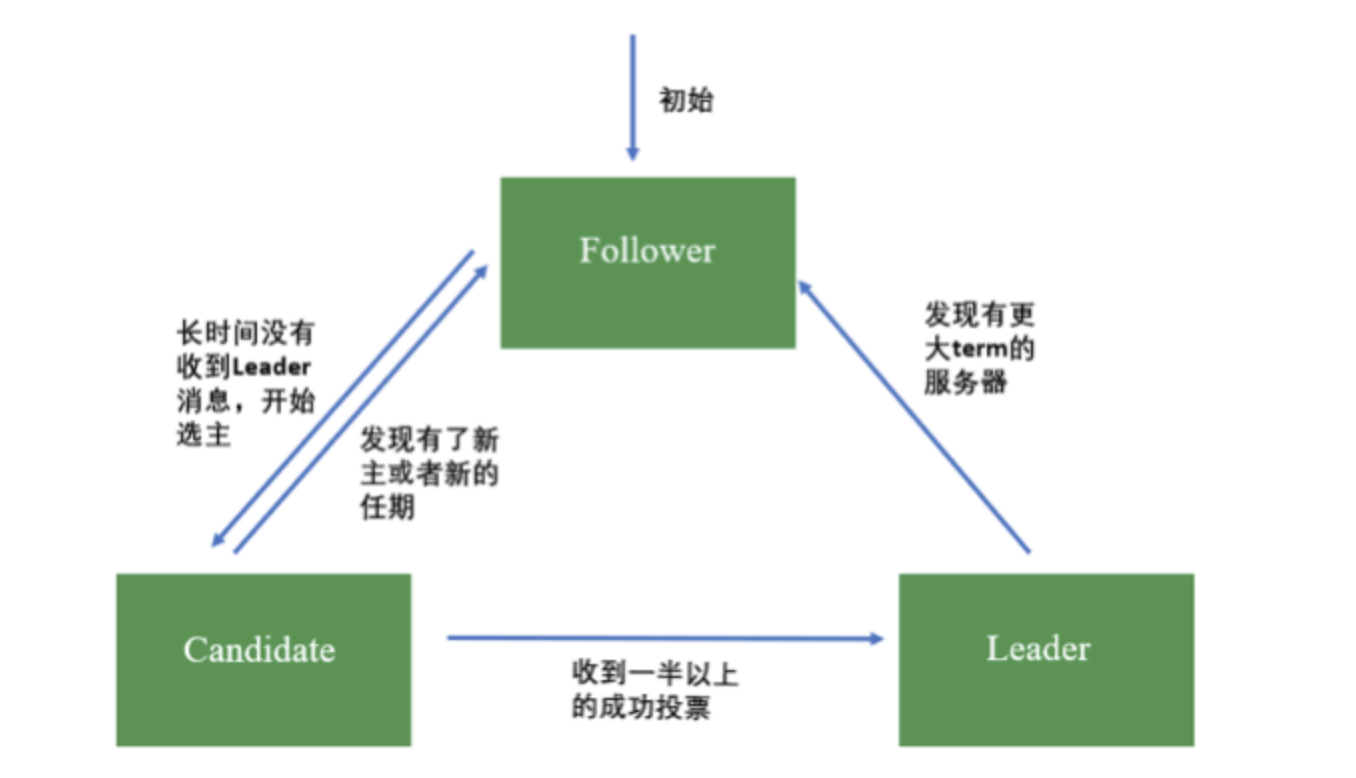 初始
Follower
长时间没有
收到Leader
消息，开始
选主
发现有了新
主或者新的
任期
发现有更
大term的
服务器
Candidate
收到一半以上
的成功投票
Leader